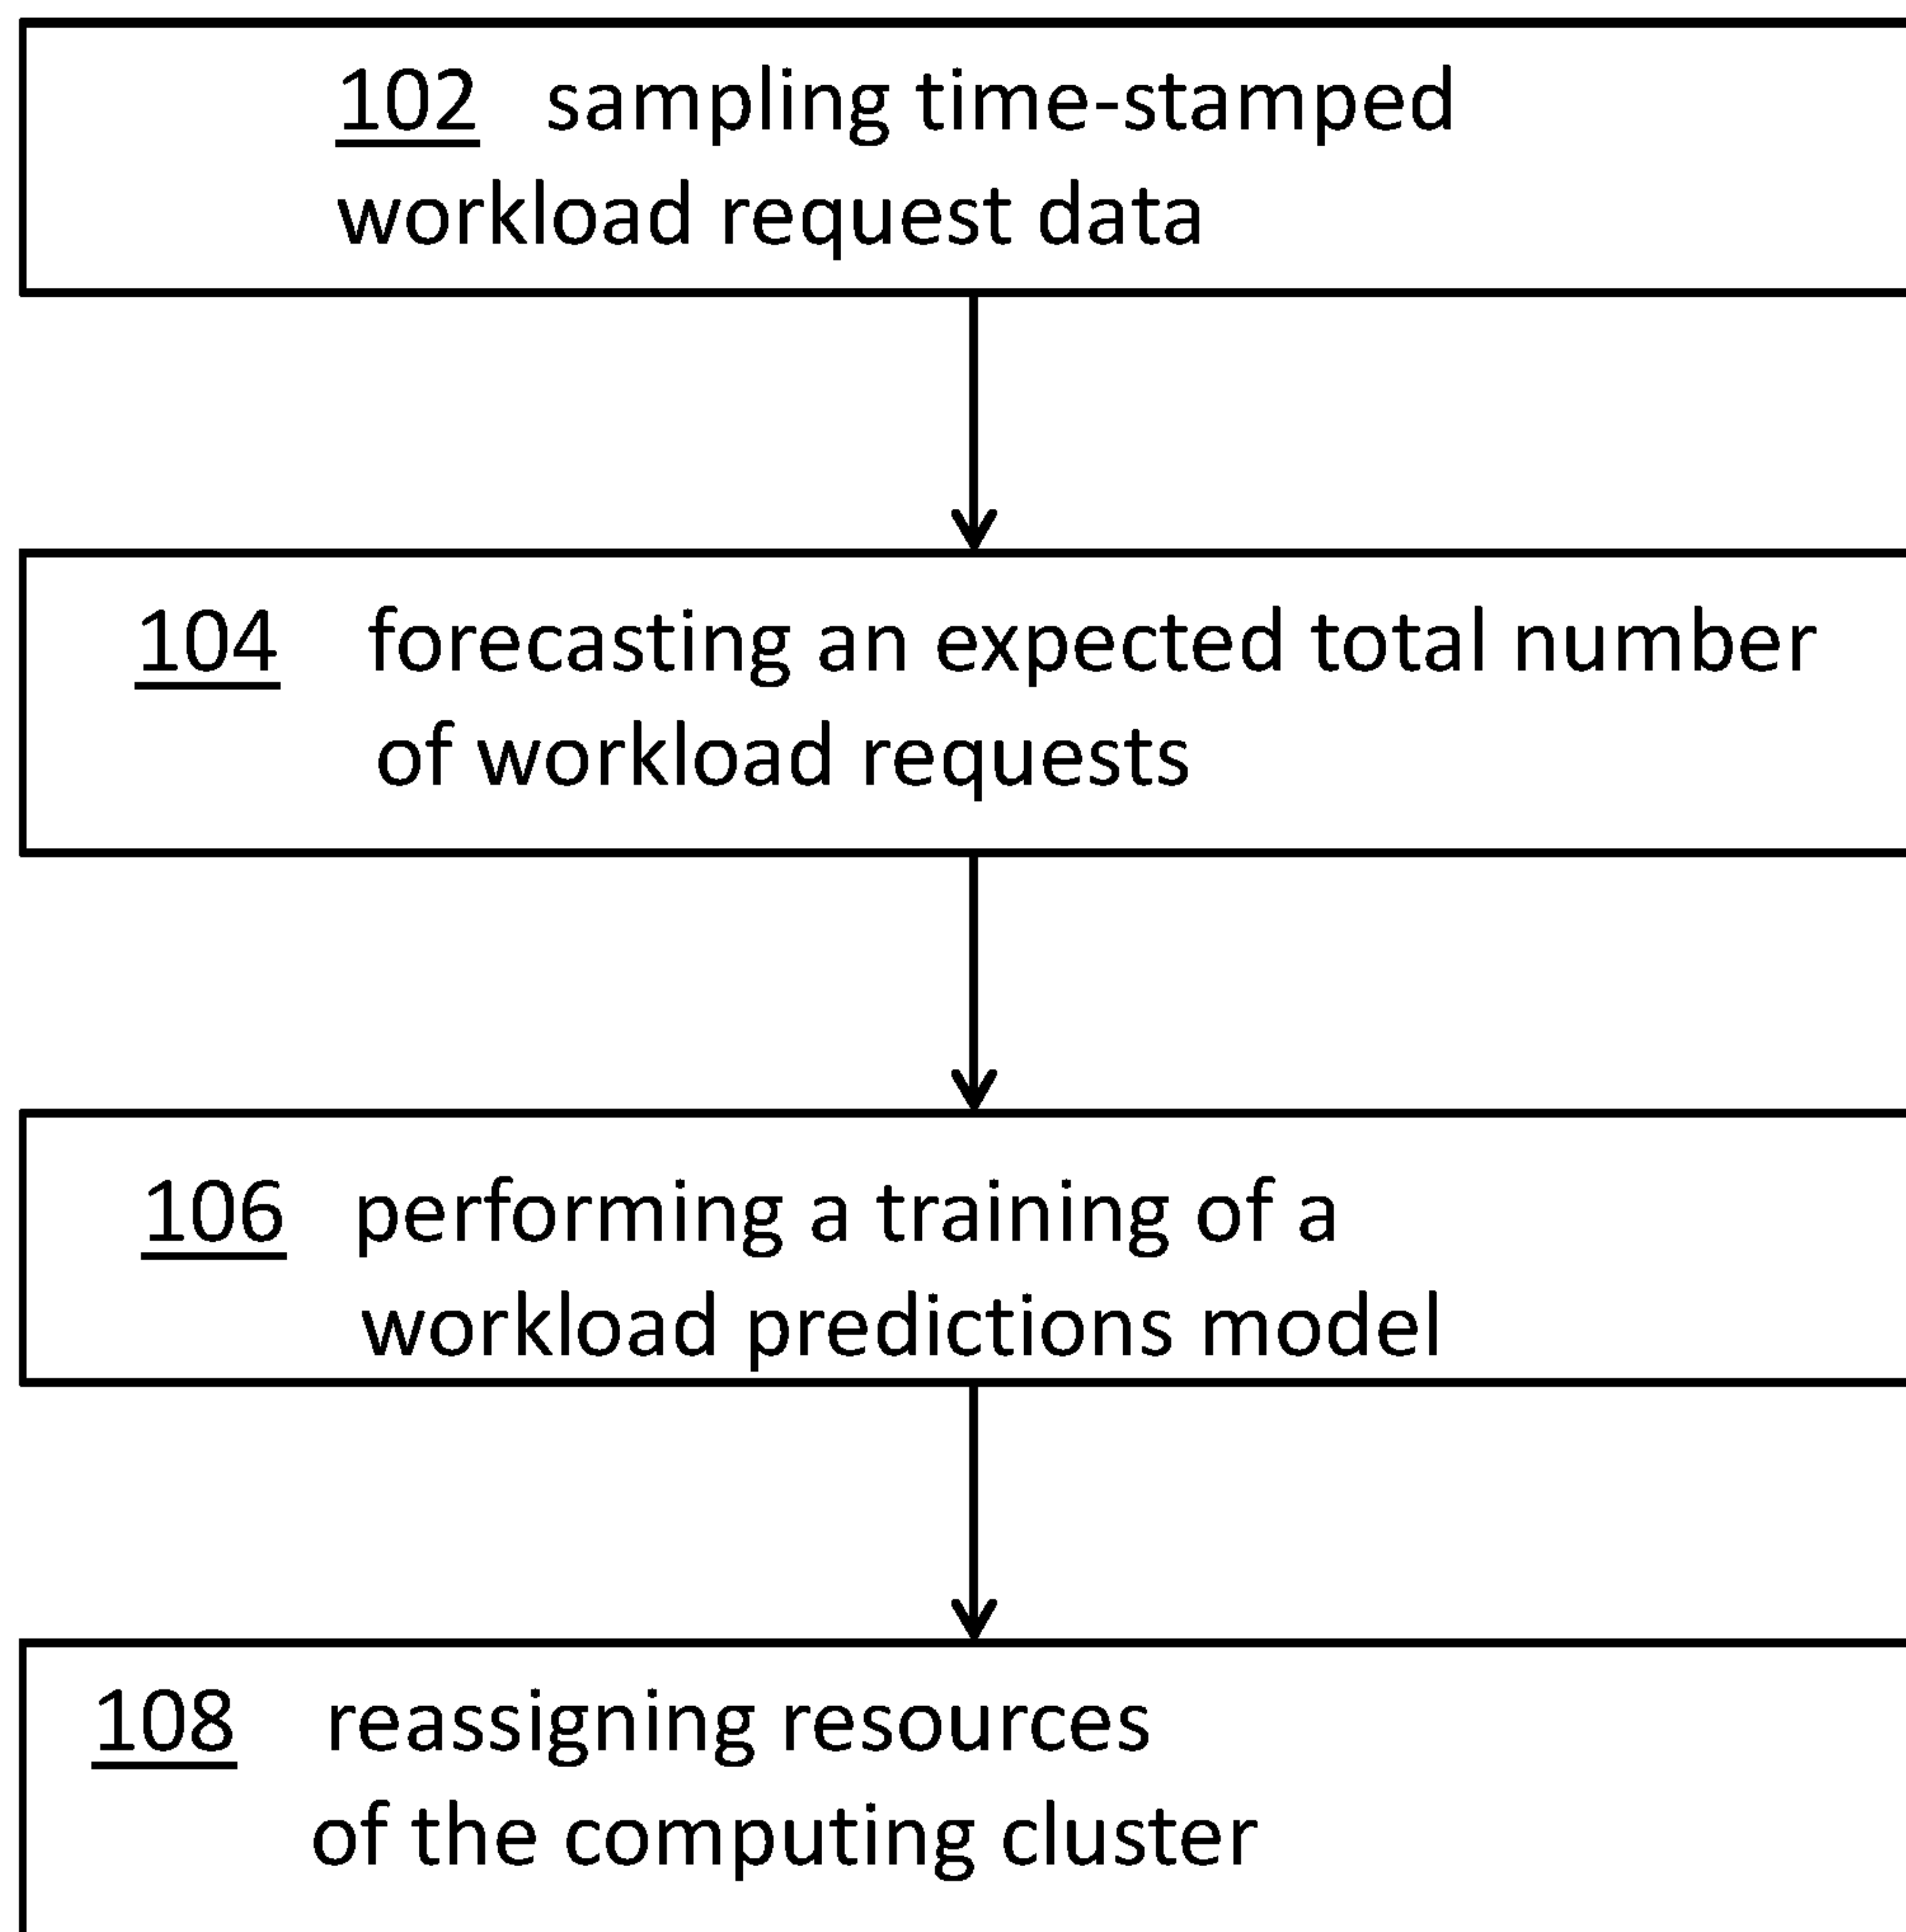 102 sampling time-stamped
workload request data
104 forecasting an expected total number
of workload requests
106 performing a training of a
workload predictions model
108 reassigning resources
of the computing cluster